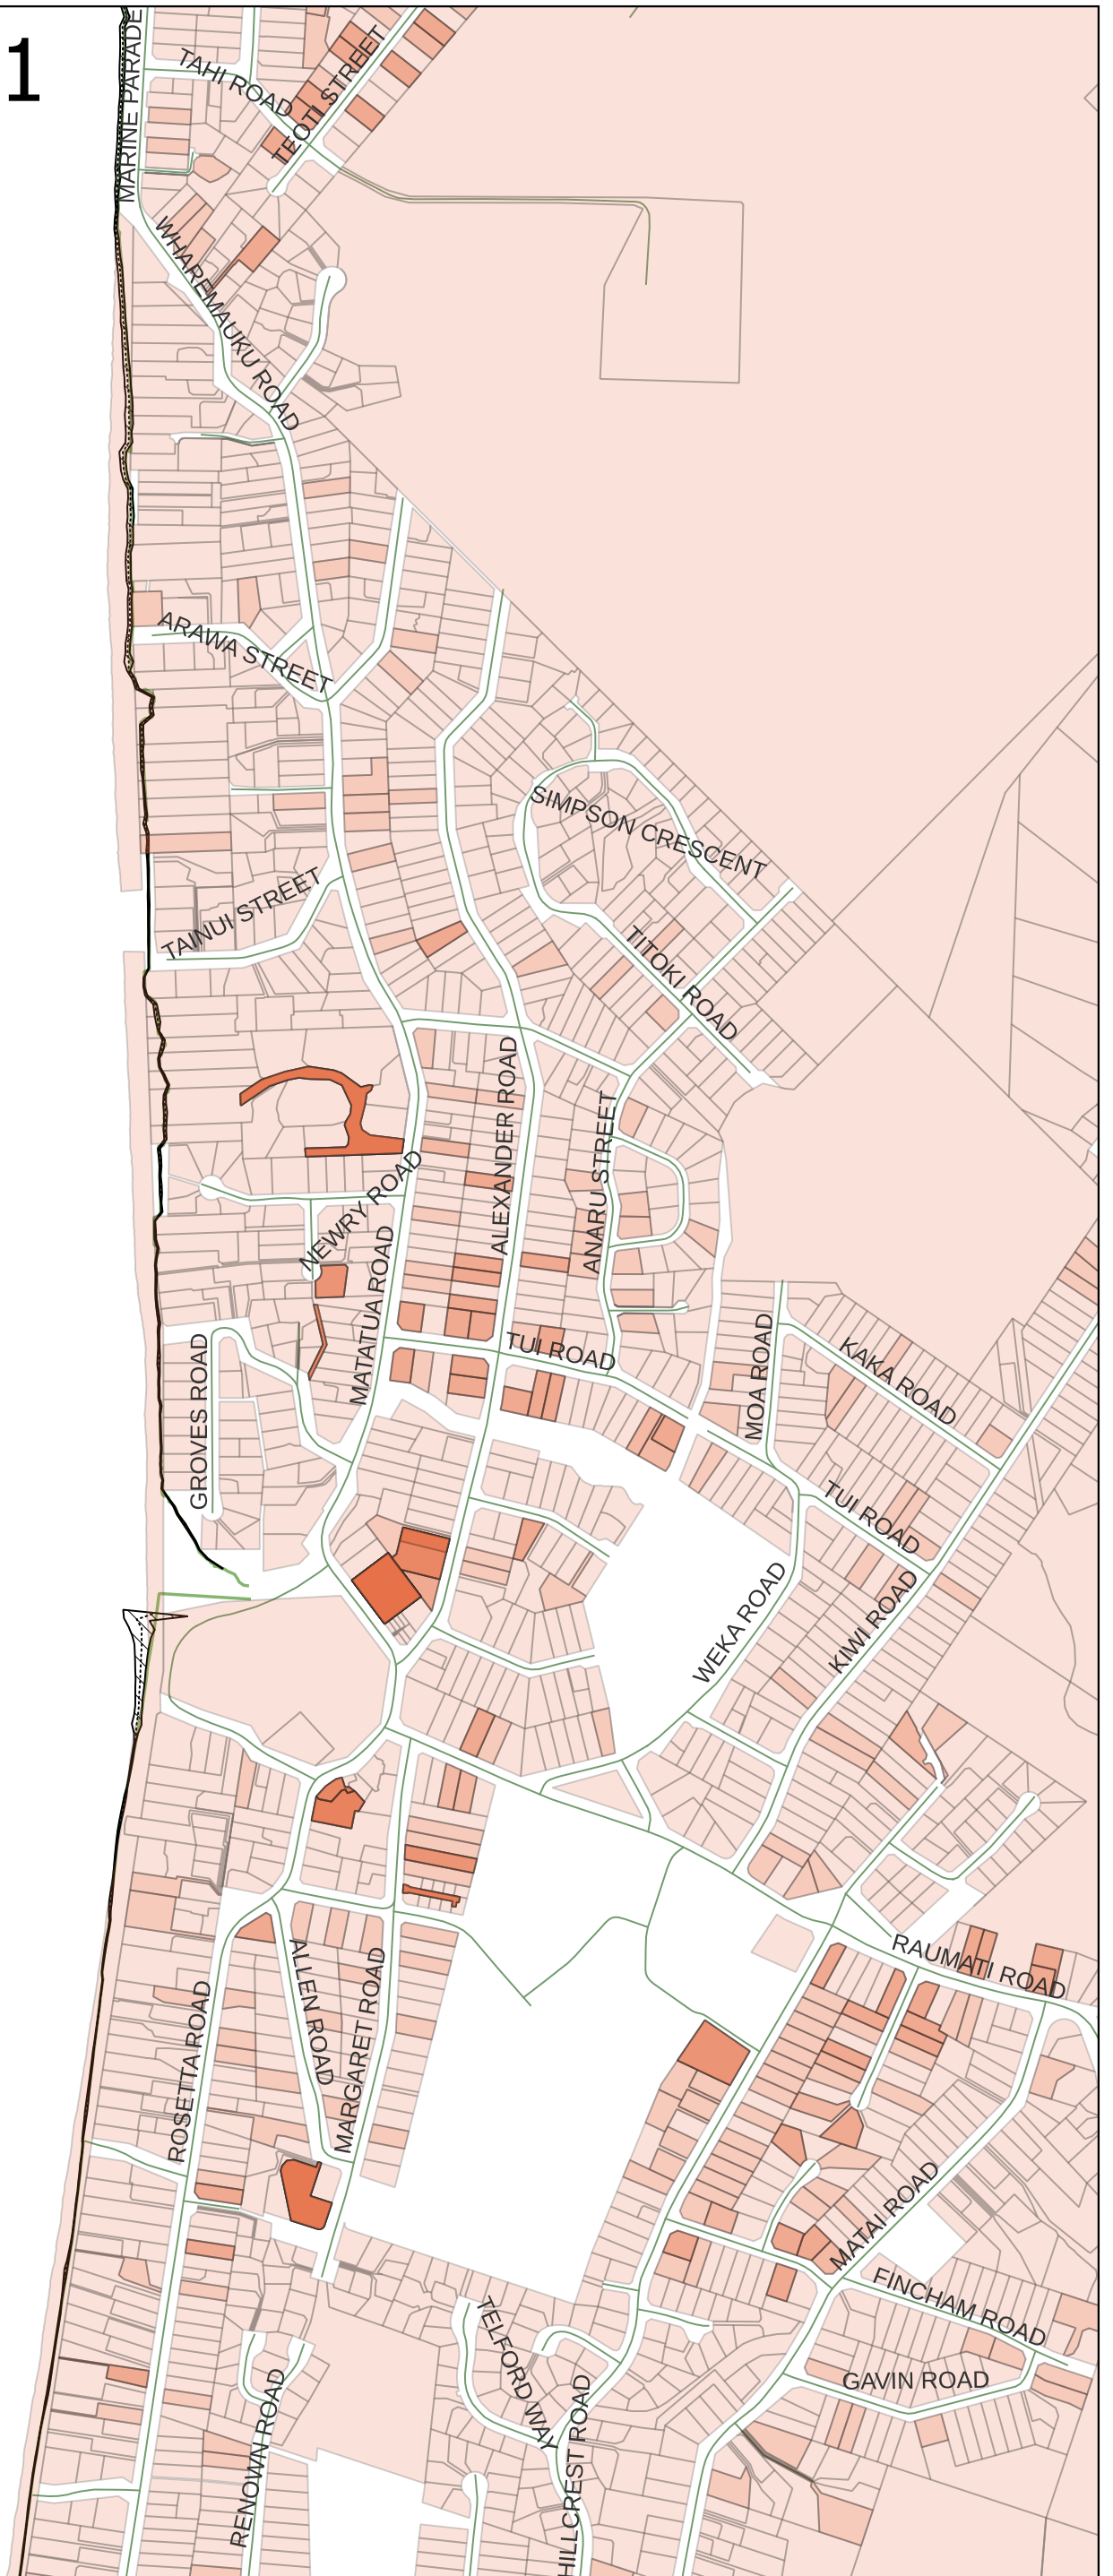 1
MARINE PARADE
TAHI ROAD
TEOTI STREET
WHAREMAUKU ROAD
ARAWA STREET
SIMPSON CRESCENT
TAINUI STREET
TITOKI ROAD
ALEXANDER ROAD
ANARU STREET
NEWRY ROAD
MATATUA ROAD
GROVES ROAD
TUI ROAD
MOA ROAD
KAKA ROAD
TUI ROAD
WEKA ROAD
KIWI ROAD
RAUMATI ROAD
ALLEN ROAD
MARGARET ROAD
ROSETTA ROAD
MATAI ROAD
FINCHAM ROAD
GAVIN ROAD
TELFORD WAY
RENOWN ROAD
HILLCREST ROAD